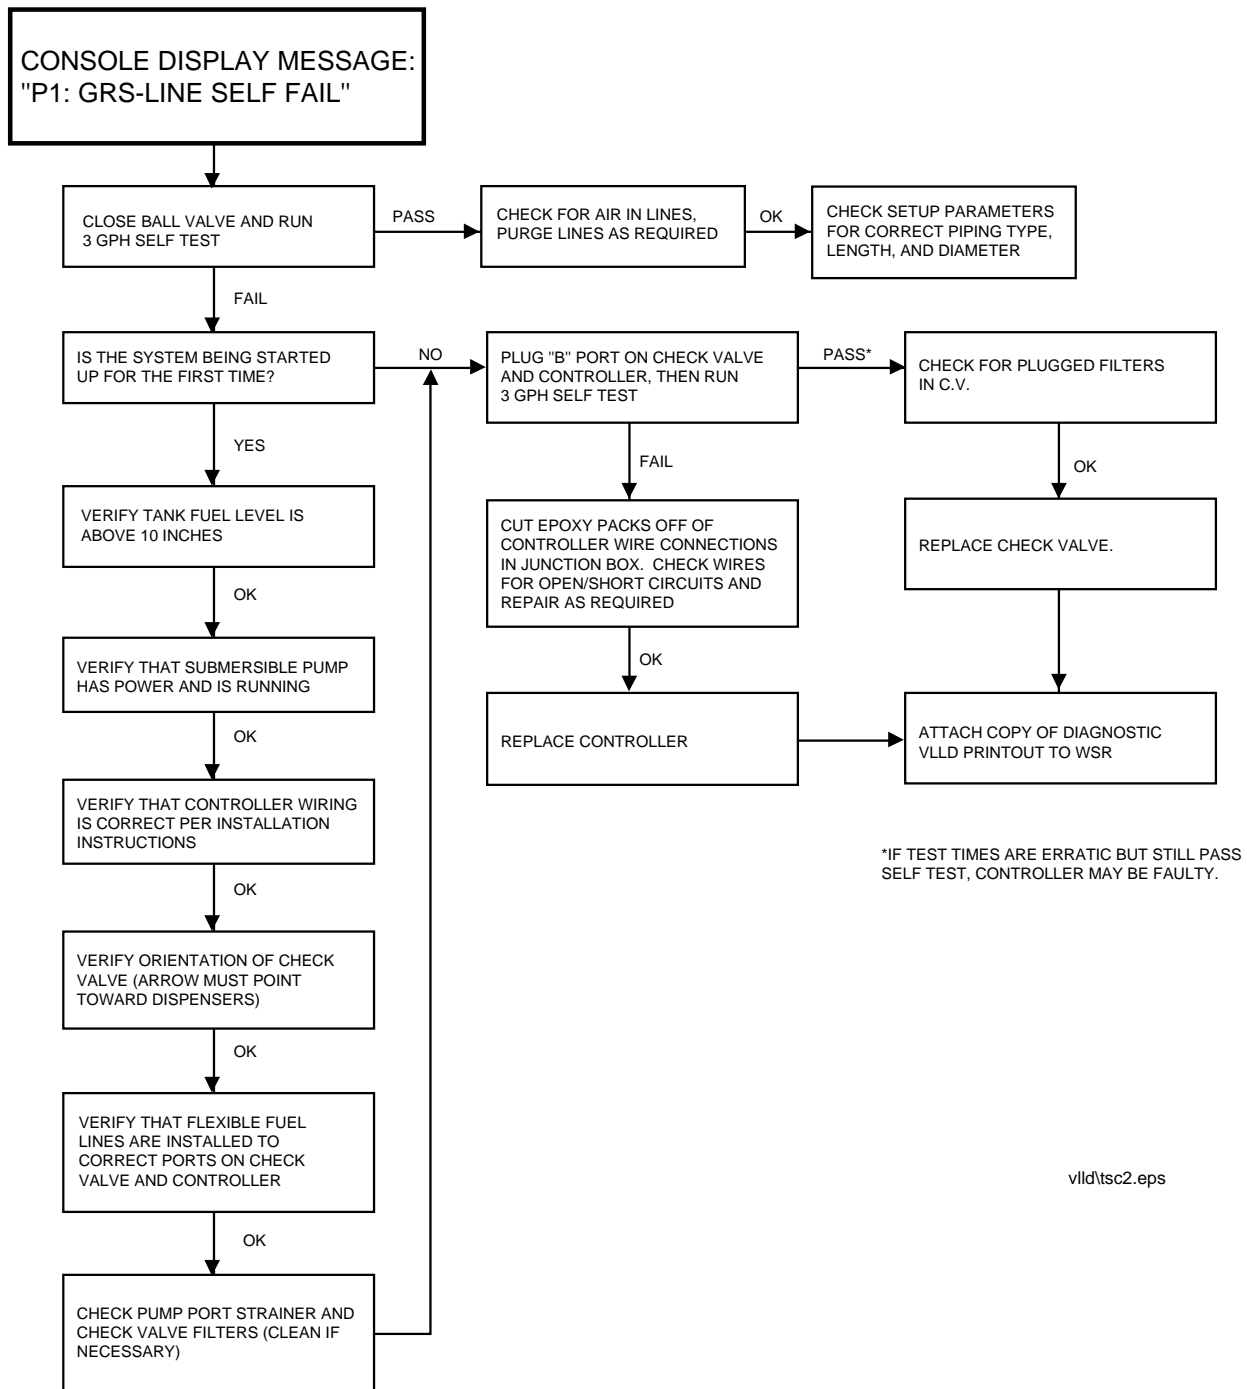 CONSOLE DISPLAY MESSAGE:
"P1: GRS-LINE SELF FAIL"
CLOSE BALL VALVE AND RUN
3 GPH SELF TEST
PASS
CHECK FOR AIR IN LINES,
PURGE LINES AS REQUIRED
OK
CHECK SETUP PARAMETERS
FOR CORRECT PIPING TYPE,
LENGTH, AND DIAMETER
FAIL
IS THE SYSTEM BEING STARTED
UP FOR THE FIRST TIME?
NO
PLUG "B" PORT ON CHECK VALVE
AND CONTROLLER, THEN RUN
3 GPH SELF TEST
PASS*
CHECK FOR PLUGGED FILTERS
IN C.V.
YES
FAIL
OK
VERIFY TANK FUEL LEVEL IS
ABOVE 10 INCHES
CUT EPOXY PACKS OFF OF
CONTROLLER WIRE CONNECTIONS
IN JUNCTION BOX.  CHECK WIRES
FOR OPEN/SHORT CIRCUITS AND
REPAIR AS REQUIRED
REPLACE CHECK VALVE.
OK
OK
VERIFY THAT SUBMERSIBLE PUMP
HAS POWER AND IS RUNNING
REPLACE CONTROLLER
ATTACH COPY OF DIAGNOSTIC
VLLD PRINTOUT TO WSR
OK
VERIFY THAT CONTROLLER WIRING
IS CORRECT PER INSTALLATION
INSTRUCTIONS
*IF TEST TIMES ARE ERRATIC BUT STILL PASS
SELF TEST, CONTROLLER MAY BE FAULTY.
OK
VERIFY ORIENTATION OF CHECK
VALVE (ARROW MUST POINT
TOWARD DISPENSERS)
OK
VERIFY THAT FLEXIBLE FUEL
LINES ARE INSTALLED TO
CORRECT PORTS ON CHECK
VALVE AND CONTROLLER
vlld\tsc2.eps
OK
CHECK PUMP PORT STRAINER AND
CHECK VALVE FILTERS (CLEAN IF
NECESSARY)